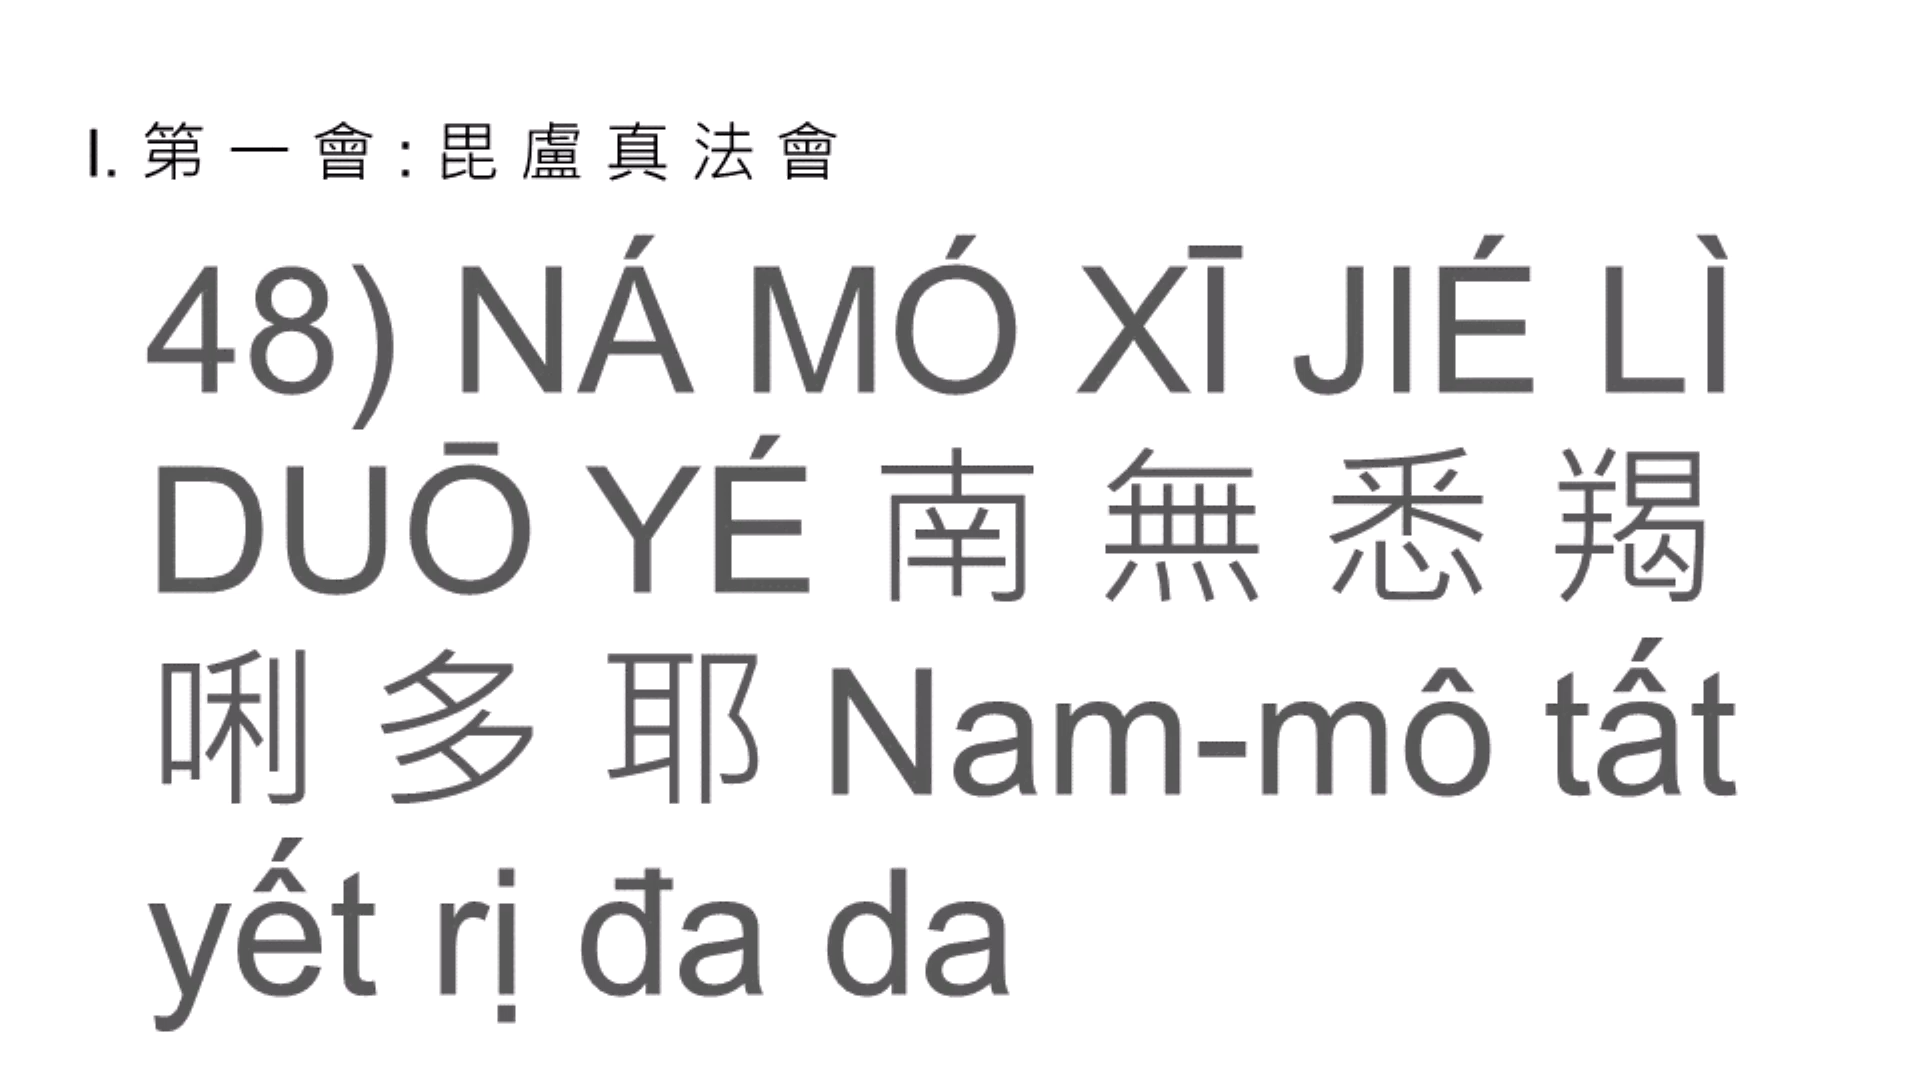 I. 第 一 會 : 毘 盧 真 法 會
48) NÁ MÓ XĪ JIÉ LÌ
DUŌ YÉ 南 無 悉 羯
唎 多 耶 Nam-mô tất
yết rị đa da